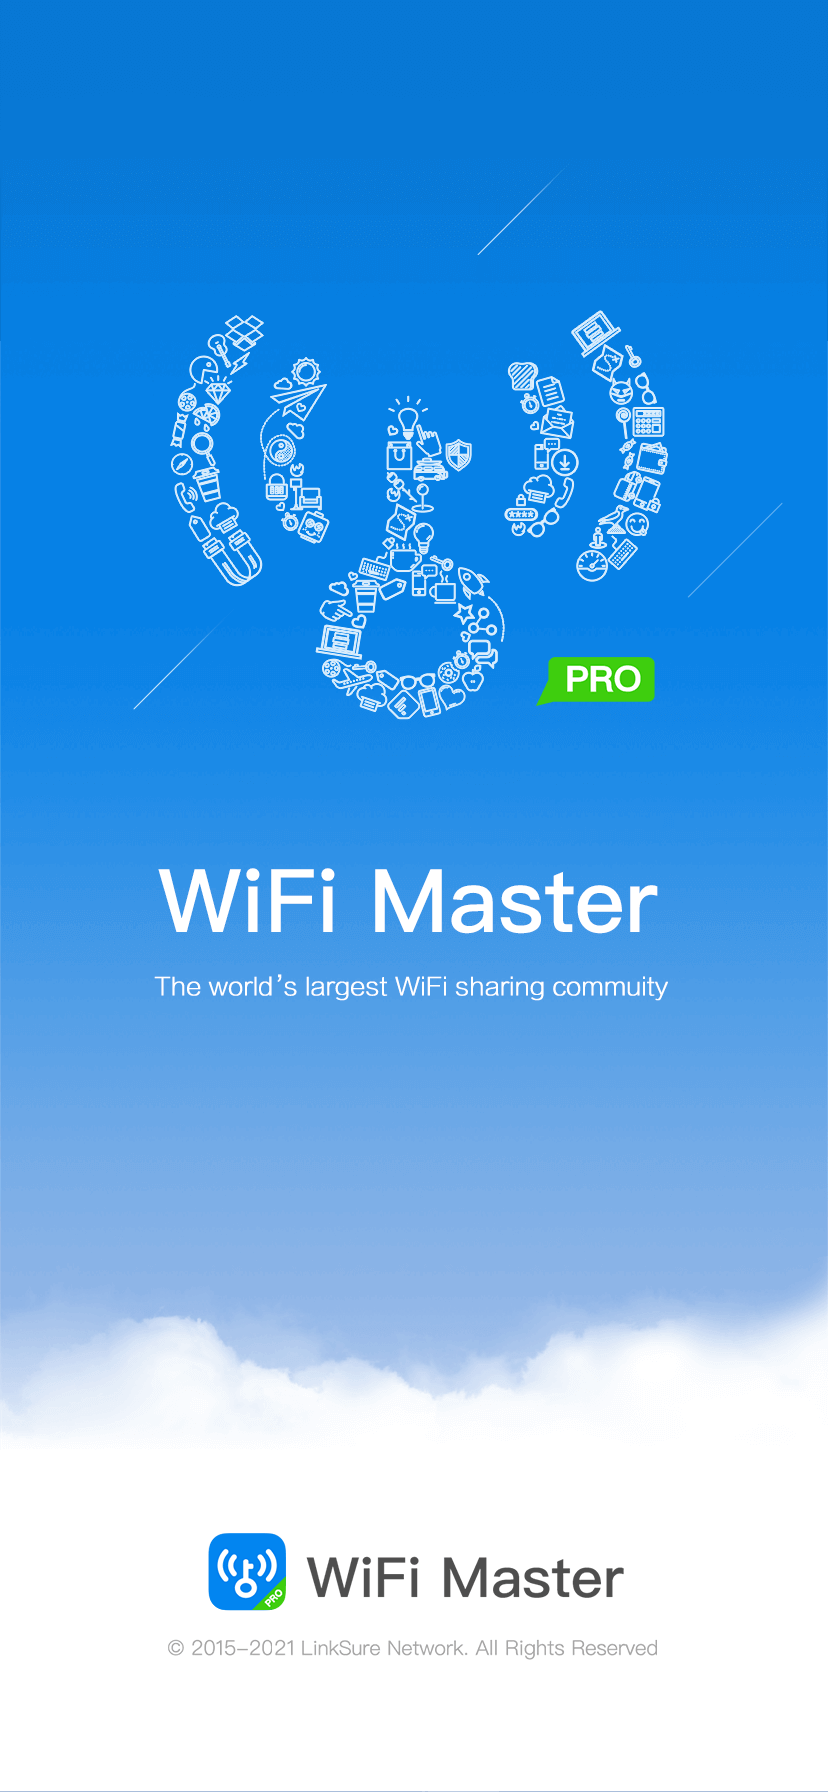 PRO
WiFi Master
The world's largest WiFi sharing commuity
PRO
WiFi Master
© 2015-2021 LinkSure Network. All Rights Reserved